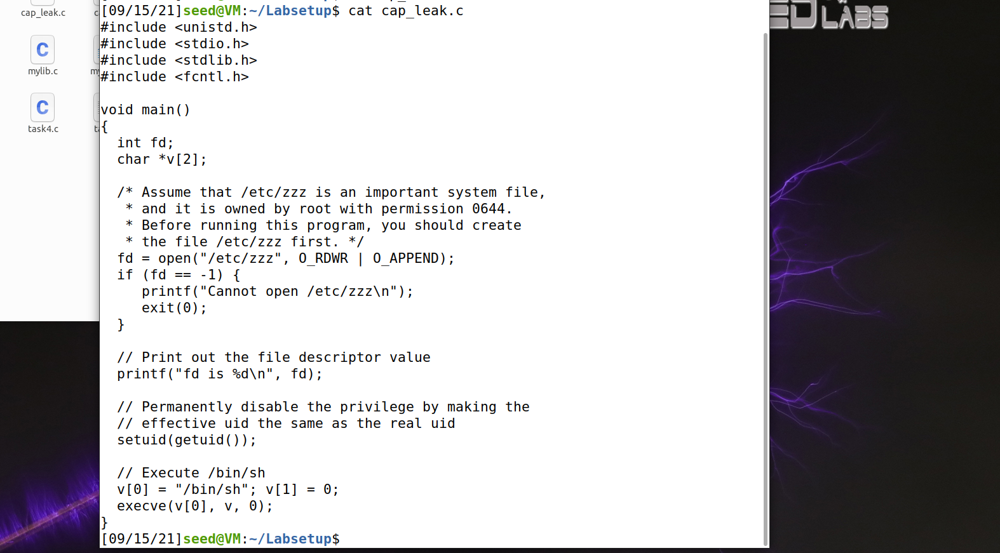 [09/15/21]seed@VM:~/Labsetup$ cat cap_leak.c
#include <unistd.h>
#include <stdio.h>
#include <stdlib.h>
#include <fcntl.h>
void main()
{
  int fd;
  char *v[2];
  /* Assume that /etc/zzz is an important system file,
   * and it is owned by root with permission 0644.
   * Before running this program, you should create
   * the file /etc/zzz first. */
  fd = open("/etc/zzz", O_RDWR | O_APPEND);
  if (fd == -1) {
     printf("Cannot open /etc/zzz\n");
     exit(0);
  }
  // Print out the file descriptor value
  printf("fd is %d\n", fd);
  // Permanently disable the privilege by making the
  // effective uid the same as the real uid
  setuid(getuid());
  // Execute /bin/sh
  v[0] = "/bin/sh"; v[1] = 0;
  execve(v[0], v, 0);
}
[09/15/21]seed@VM:~/Labsetup$
cap_leak.c
mylib.c
task4.c
LABS